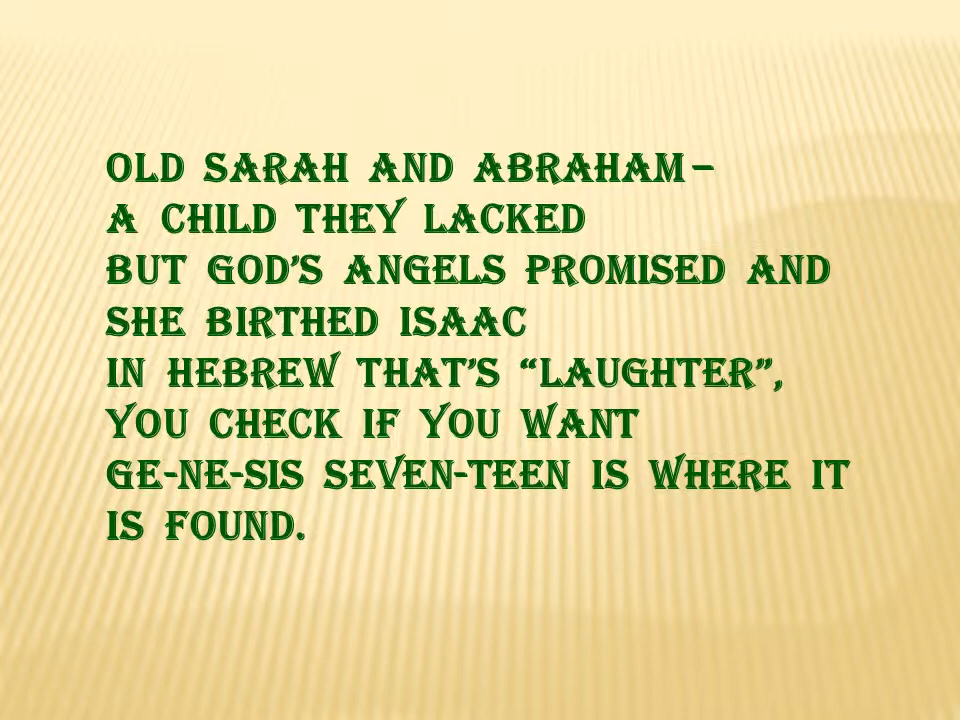 OLD SARAH AND ABRAHAM –
A CHILD THEY LACKED
BUT GOD’S ANGELS PROMISED AND
SHE BIRTHED ISAAC
IN HEBREW THAT’S “LAUGHTER”,
YOU CHECK IF YOU WANT
GE-NE-SIS SEVEN-TEEN IS WHERE IT
IS FOUND.